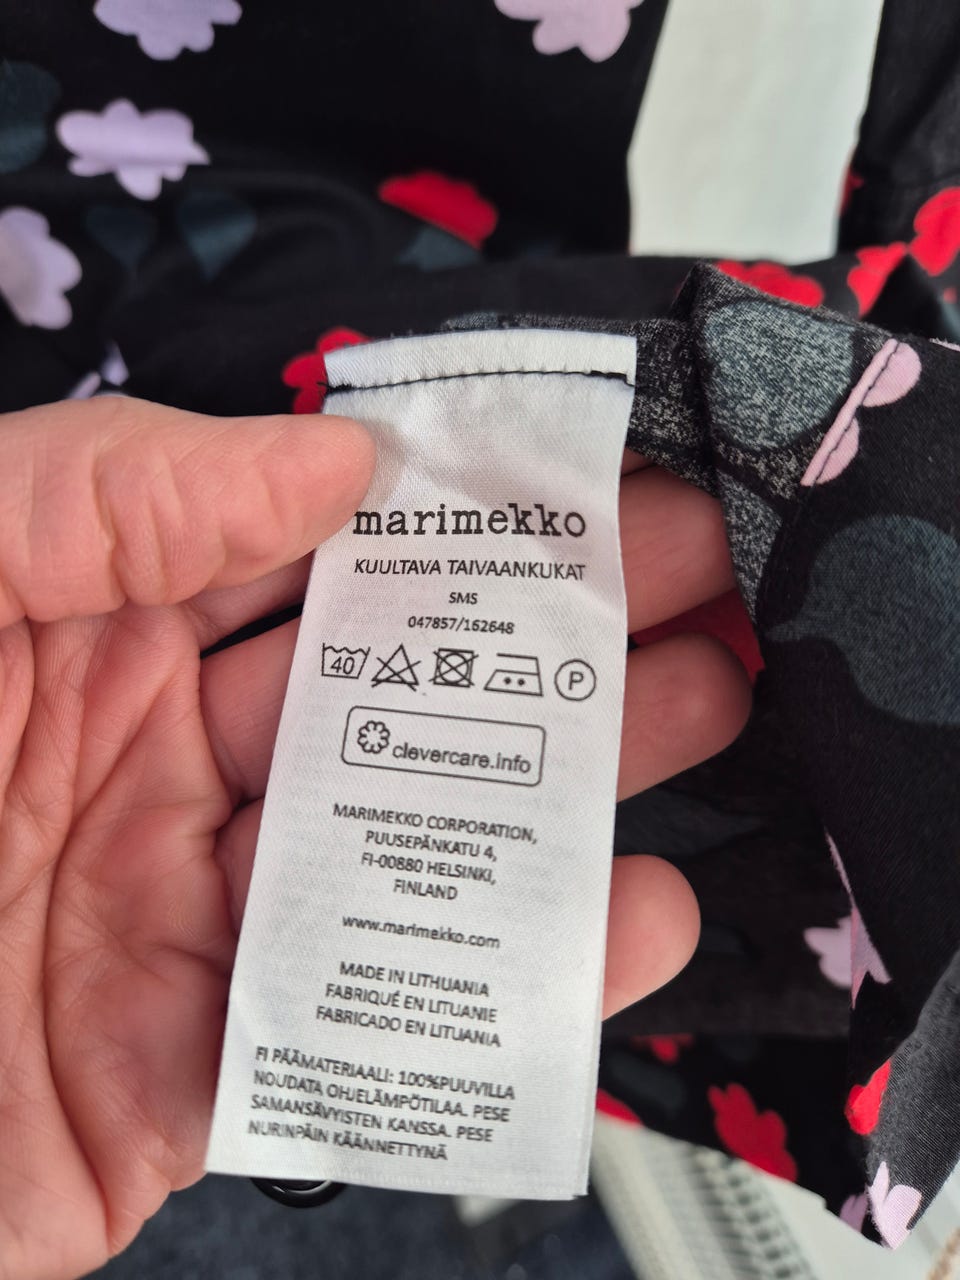 marimekko
KUULTAVA TAIVAANKUKAT
SMS
047857/162648
40 P
clevercare.info
MARIMEKKO CORPORATION,
PUUSEPÄNKATU 4,
FI-00880 HELSINKI,
FINLAND
www.marimekko.com
MADE IN LITHUANIA
FABRIQUÉ EN LITUANIE
FABRICADO EN LITUANIA
FI PÄÄMATERIAALI: 100%PUUVILLA
NOUDATA OHJELÄMPÖTILAA. PESE
SAMANSÄVYISTEN KANSSA. PESE
NURINPÄIN KÄÄNNETTYNÄ